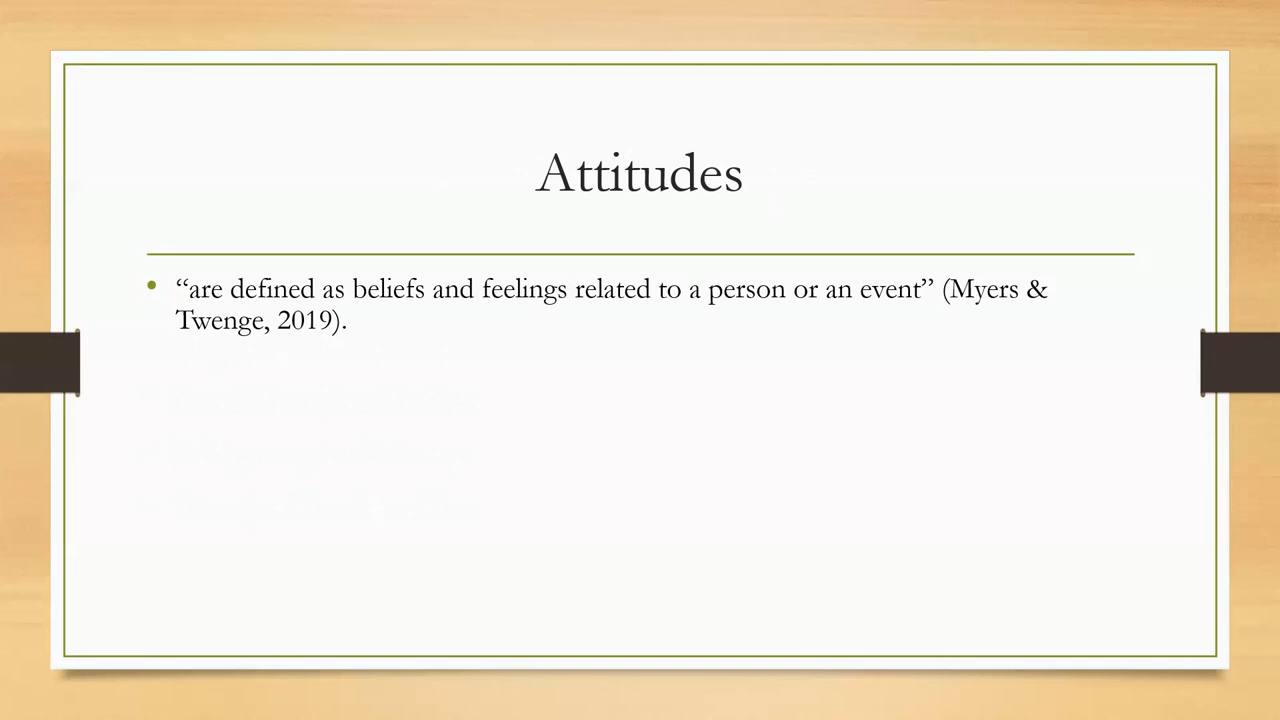 Attitudes
• “are defined as beliefs and feelings related to a person or an event” (Myers &
Twenge, 2019).